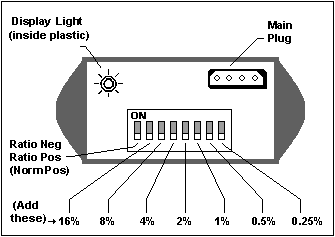 Display Light
(inside plastic)
Main
Plug
ON
Ratio Neg
Ratio Pos
(NormPos)
(Add
these) → 16% 8% 4% 2% 1% 0.5% 0.25%